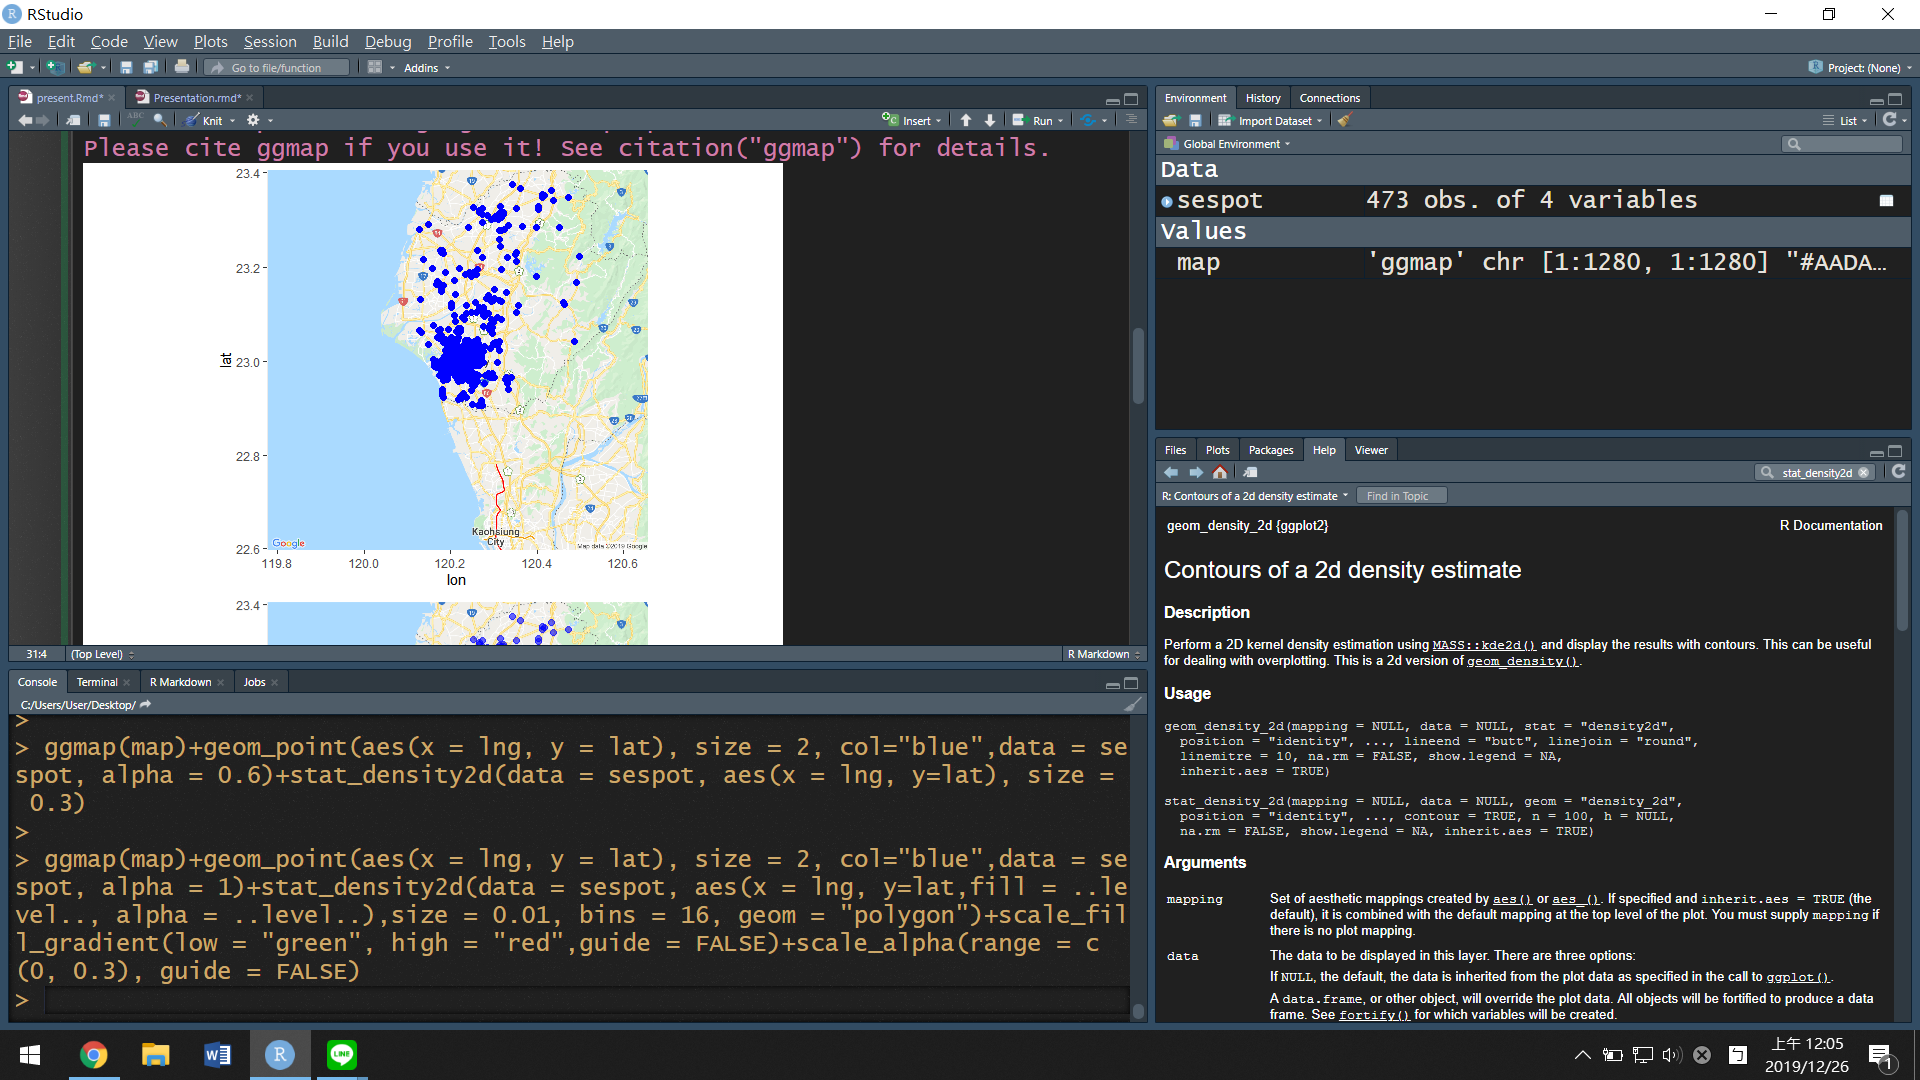 RStudio
File Edit Code View Plots Session Build Debug Profile Tools Help
Go to file/function Addins Project: (None)
present.Rmd* Presentation.rmd*
ABC Knit Insert Run
Please cite ggmap if you use it! See citation("ggmap") for details.
23.4
23.2
lat
23.0
22.8
22.6
Kaohsiung
City
Google
Map data ©2019 Google
119.8 120.0 120.2 120.4 120.6
lon
23.4
31:4 (Top Level) R Markdown
Console Terminal R Markdown Jobs
C:/Users/User/Desktop/
>
> ggmap(map)+geom_point(aes(x = lng, y = lat), size = 2, col="blue",data = se
spot, alpha = 0.6)+stat_density2d(data = sespot, aes(x = lng, y=lat), size =
0.3)
>
> ggmap(map)+geom_point(aes(x = lng, y = lat), size = 2, col="blue",data = se
spot, alpha = 1)+stat_density2d(data = sespot, aes(x = lng, y=lat,fill = ..le
vel.., alpha = ..level..),size = 0.01, bins = 16, geom = "polygon")+scale_fil
l_gradient(low = "green", high = "red",guide = FALSE)+scale_alpha(range = c
(0, 0.3), guide = FALSE)
>
Environment History Connections
Import Dataset List
Global Environment
Data
sespot 473 obs. of 4 variables
Values
map 'ggmap' chr [1:1280, 1:1280] "#AADA...
Files Plots Packages Help Viewer
stat_density2d
R: Contours of a 2d density estimate Find in Topic
geom_density_2d {ggplot2} R Documentation
Contours of a 2d density estimate
Description
Perform a 2D kernel density estimation using MASS::kde2d() and display the results with contours. This can be useful
for dealing with overplotting. This is a 2d version of geom_density().
Usage
geom_density_2d(mapping = NULL, data = NULL, stat = "density2d",
position = "identity", ..., lineend = "butt", linejoin = "round",
linemitre = 10, na.rm = FALSE, show.legend = NA,
inherit.aes = TRUE)
stat_density_2d(mapping = NULL, data = NULL, geom = "density_2d",
position = "identity", ..., contour = TRUE, n = 100, h = NULL,
na.rm = FALSE, show.legend = NA, inherit.aes = TRUE)
Arguments
mapping Set of aesthetic mappings created by aes() or aes_(). If specified and inherit.aes = TRUE (the
default), it is combined with the default mapping at the top level of the plot. You must supply mapping if
there is no plot mapping.
data The data to be displayed in this layer. There are three options:
If NULL, the default, the data is inherited from the plot data as specified in the call to ggplot().
A data.frame, or other object, will override the plot data. All objects will be fortified to produce a data
frame. See fortify() for which variables will be created.
LINE
上午 12:05
2019/12/26
1